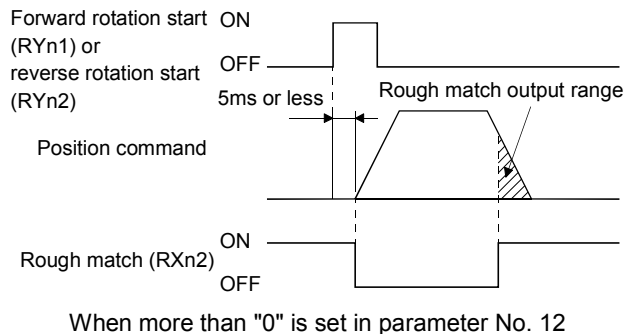 Forward rotation start
(RYn1) or
reverse rotation start
(RYn2)
ON
OFF
5ms or less
Rough match output range
Position command
Rough match (RXn2)
ON
OFF
When more than "0" is set in parameter No. 12